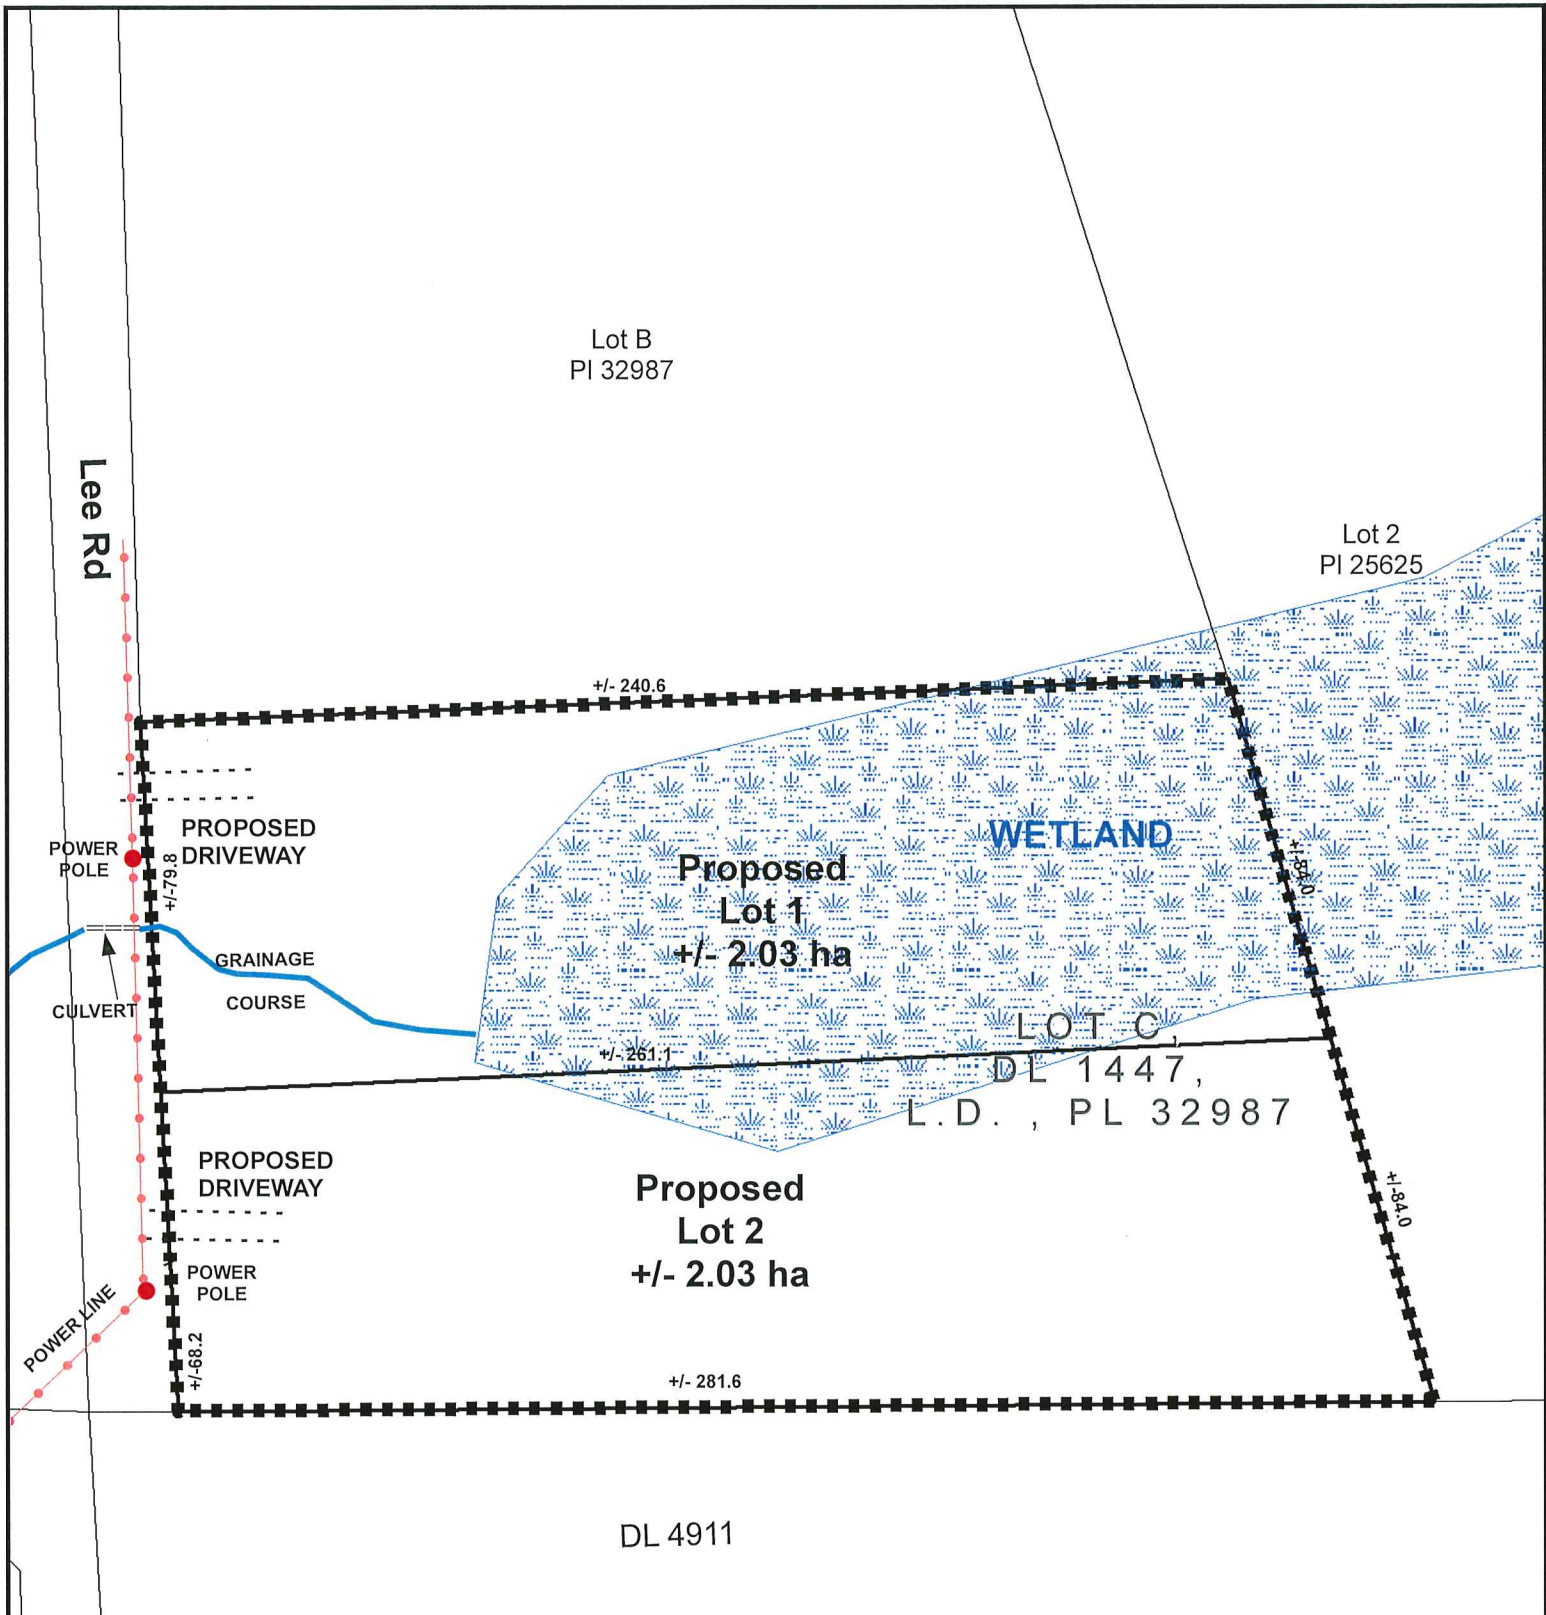 Lot B
Pl 32987
Lee Rd
Lot 2
Pl 25625
+/- 240.6
PROPOSED
DRIVEWAY
POWER
POLE
+/-79.8
WETLAND
Proposed
Lot 1
+/- 2.03 ha
+/-84.0
GRAINAGE
COURSE
CULVERT
+/- 261.1
LOT C
DL 1447,
L.D. , PL 32987
PROPOSED
DRIVEWAY
Proposed
Lot 2
+/- 2.03 ha
+/-84.0
POWER
POLE
POWER LINE
+/-68.2
+/- 281.6
DL 4911